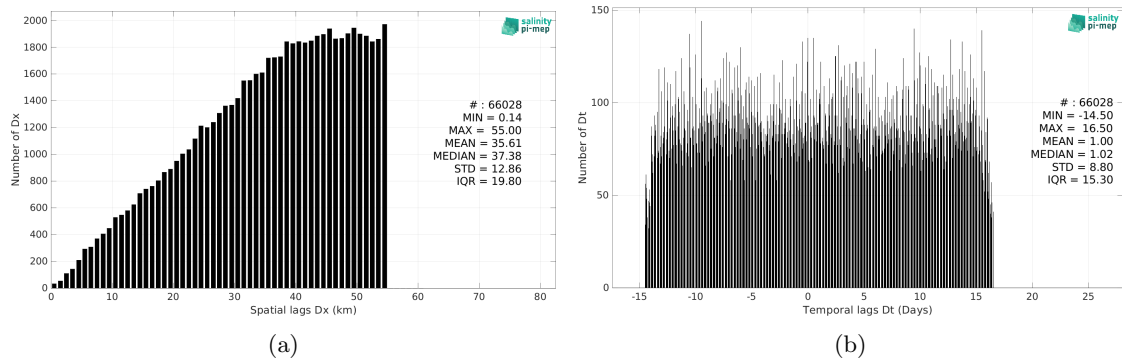 2000
1800
1600
1400
1200
1000
800
600
400
200
0
Number of Dx
0 10 20 30 40 50 60 70 80
Spatial lags Dx (km)
salinity
pi-mep
# : 66028
MIN = 0.14
MAX = 55.00
MEAN = 35.61
MEDIAN = 37.38
STD = 12.86
IQR = 19.80
(a)
150
100
50
0
Number of Dt
-15 -10 -5 0 5 10 15 20 25
Temporal lags Dt (Days)
salinity
pi-mep
# : 66028
MIN = -14.50
MAX = 16.50
MEAN = 1.00
MEDIAN = 1.02
STD = 8.80
IQR = 15.30
(b)